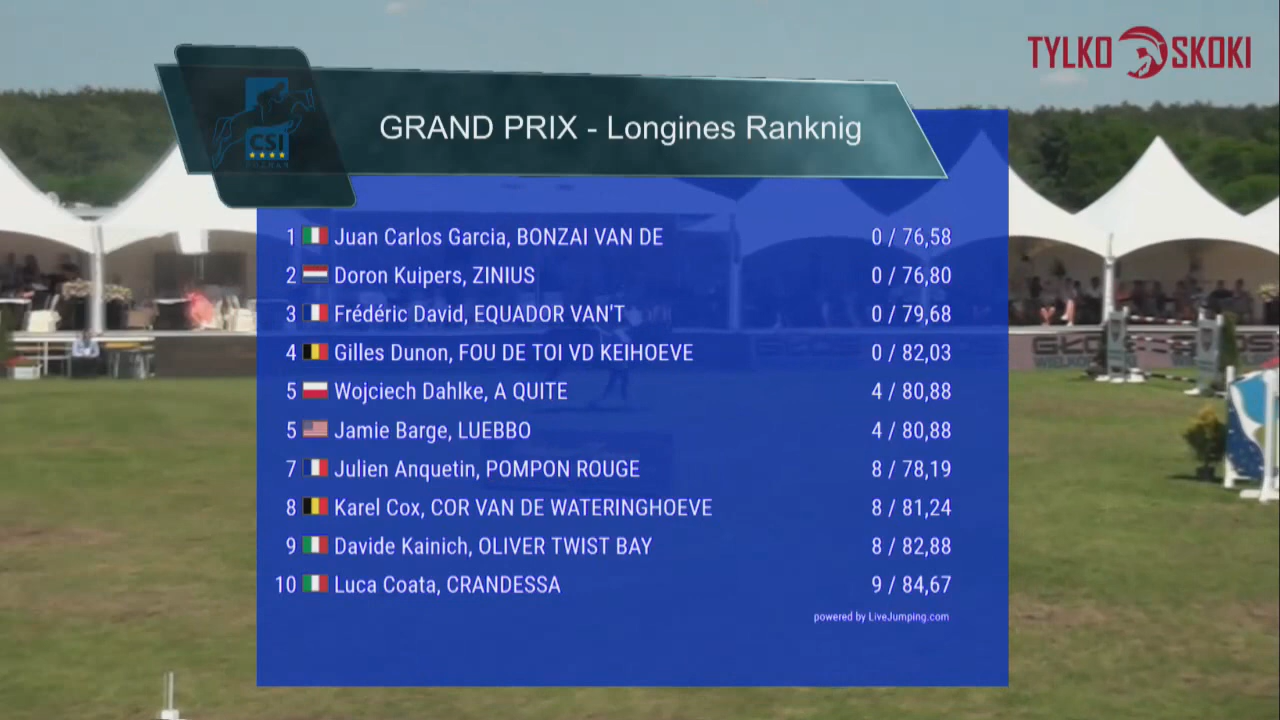 TYLKO SKOKI
CSI
GRAND PRIX - Longines Ranknig
1 Juan Carlos Garcia, BONZAI VAN DE 0 / 76,58
2 Doron Kuipers, ZINIUS 0 / 76,80
3 Frédéric David, EQUADOR VAN'T 0 / 79,68
4 Gilles Dunon, FOU DE TOI VD KEIHOEVE 0 / 82,03
5 Wojciech Dahlke, A QUITE 4 / 80,88
5 Jamie Barge, LUEBBO 4 / 80,88
7 Julien Anquetin, POMPON ROUGE 8 / 78,19
8 Karel Cox, COR VAN DE WATERINGHOEVE 8 / 81,24
9 Davide Kainich, OLIVER TWIST BAY 8 / 82,88
10 Luca Coata, CRANDESSA 9 / 84,67
powered by LiveJumping.com